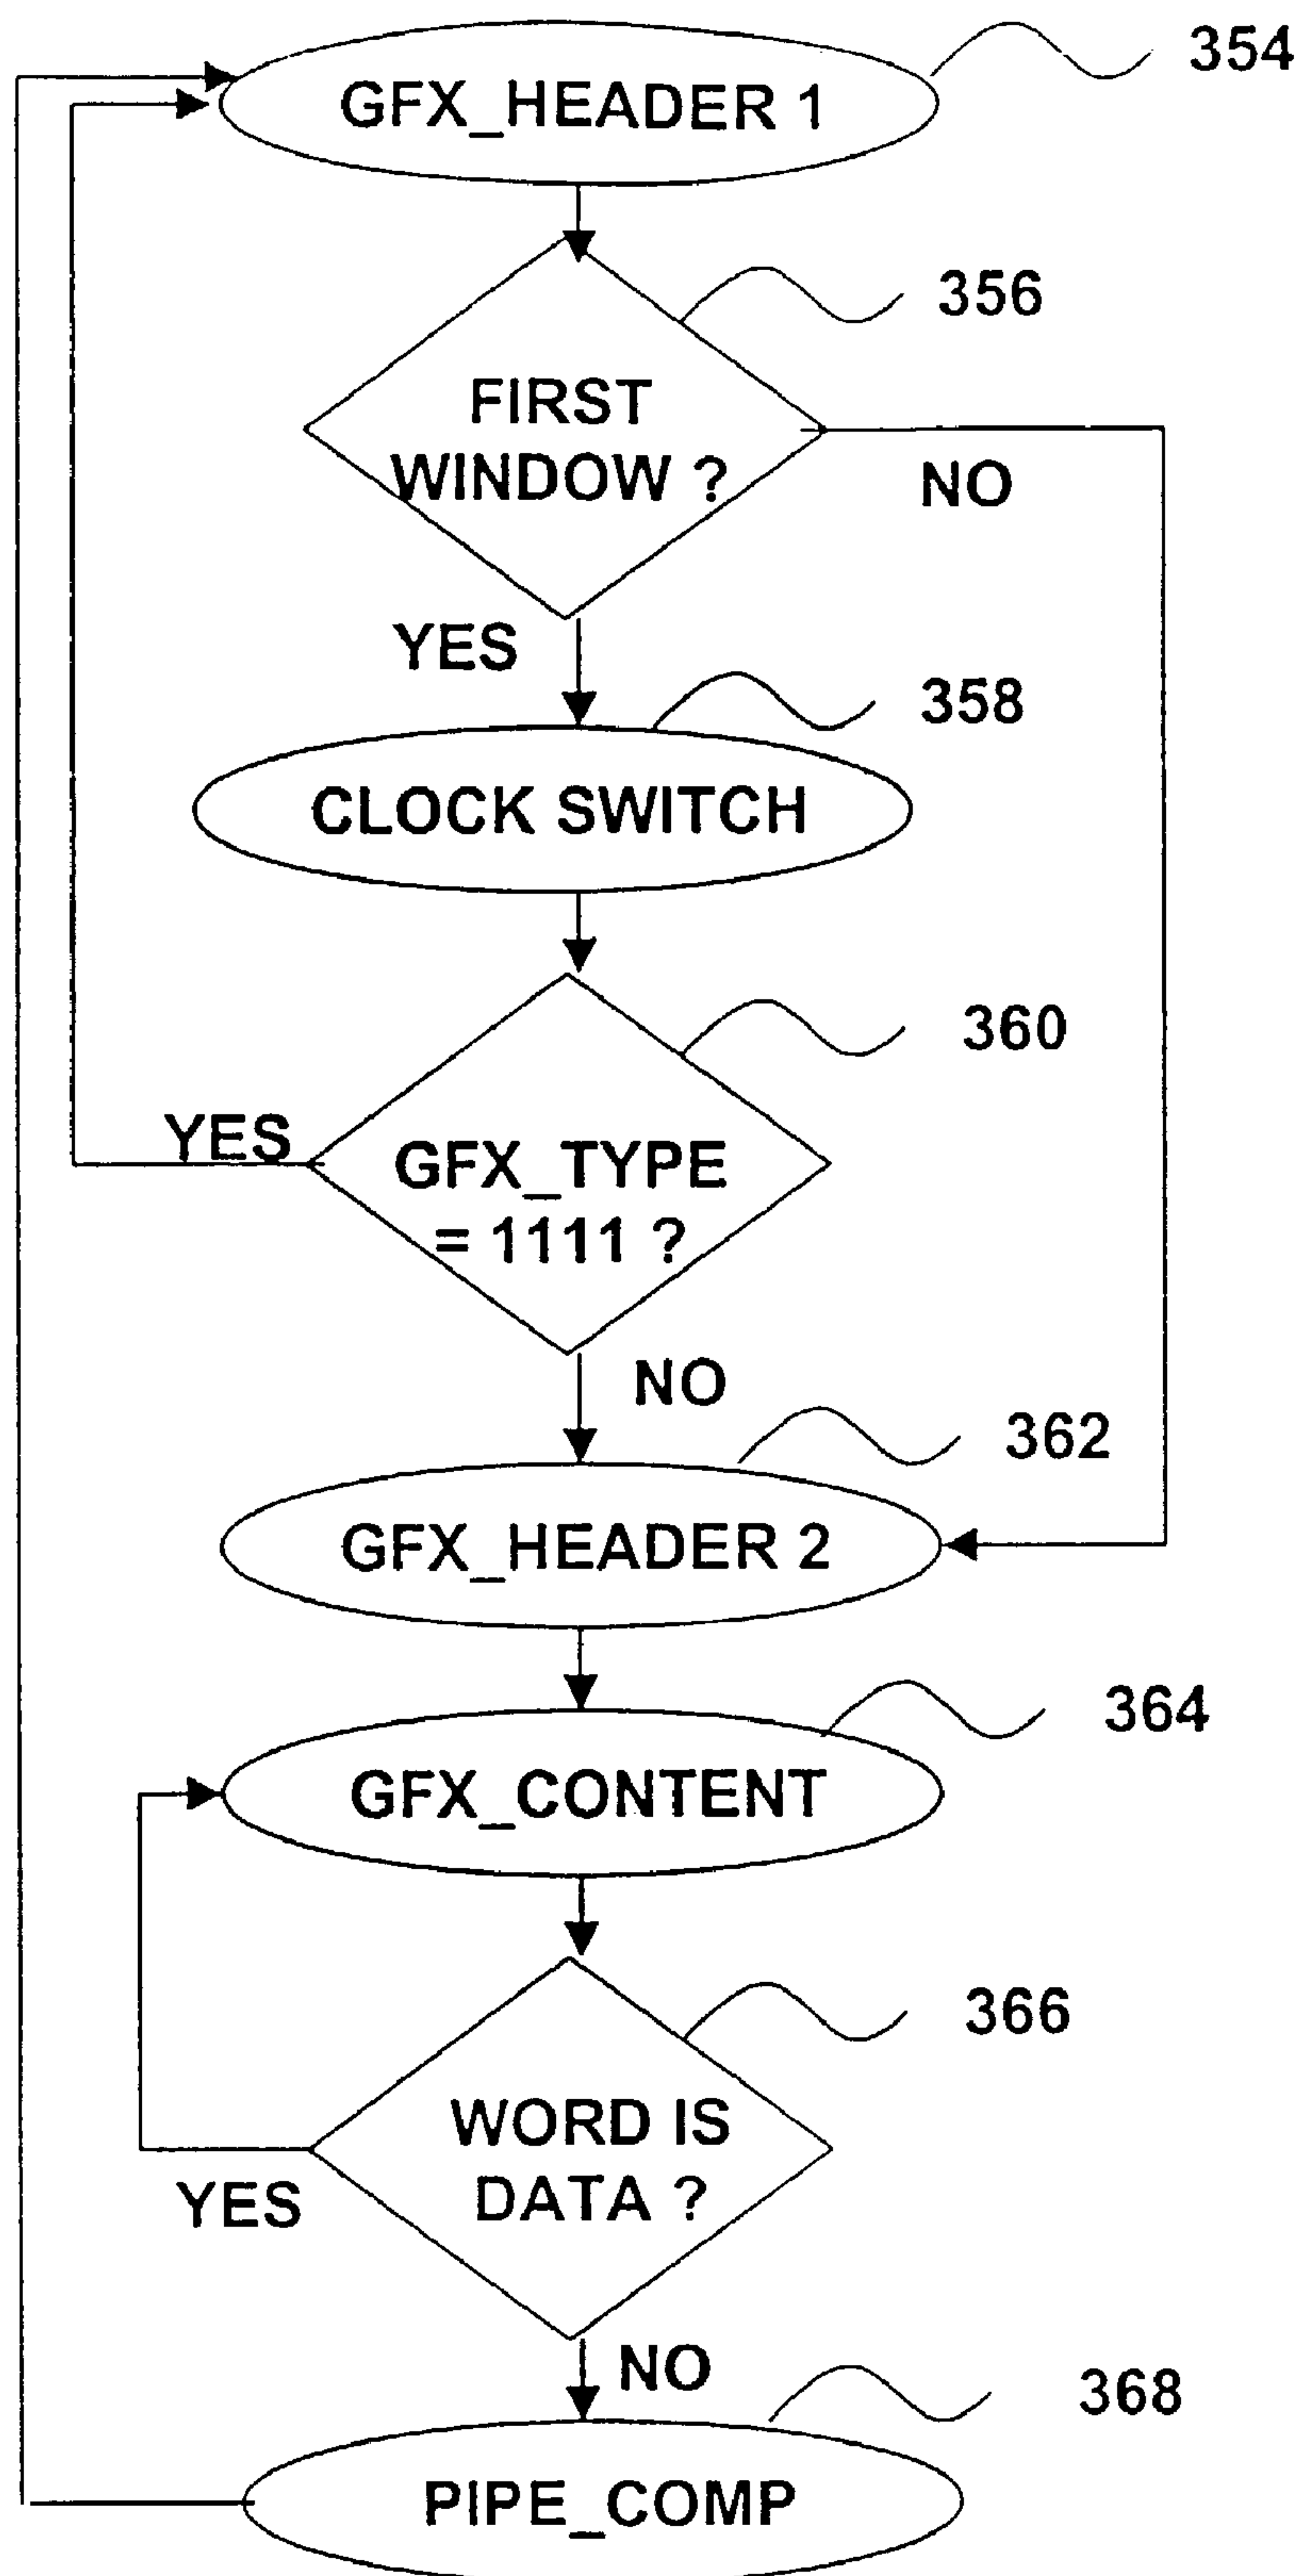 GFX_HEADER 1
354
356
FIRST
WINDOW ?
NO
YES
358
CLOCK SWITCH
360
YES
GFX_TYPE
= 1111 ?
NO
362
GFX_HEADER 2
364
GFX_CONTENT
366
WORD IS
DATA ?
YES
NO
368
PIPE_COMP